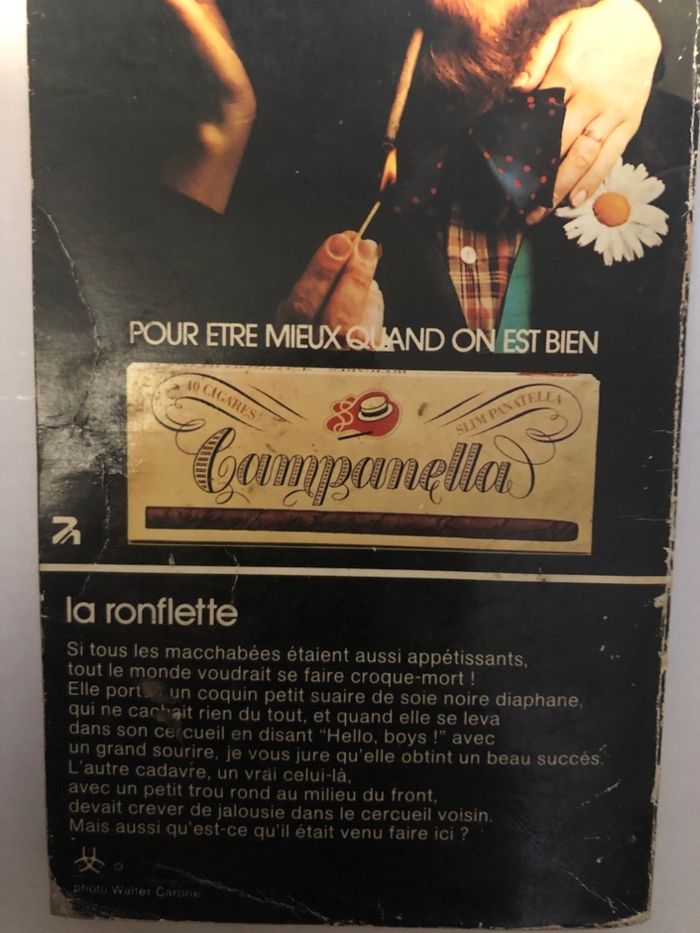 POUR ETRE MIEUX QUAND ON EST BIEN
10 CIGARES
SLIM PANATELLA
Campanella
la ronflette
Si tous les macchabées étaient aussi appétissants,
tout le monde voudrait se faire croque-mort !
Elle port un coquin petit suaire de soie noire diaphane,
qui ne cachait rien du tout, et quand elle se leva
dans son cercueil en disant "Hello, boys !" avec
un grand sourire, je vous jure qu'elle obtint un beau succès.
L'autre cadavre, un vrai celui-là,
avec un petit trou rond au milieu du front,
devait crever de jalousie dans le cercueil voisin.
Mais aussi qu'est-ce qu'il était venu faire ici ?
photo Walter Carone